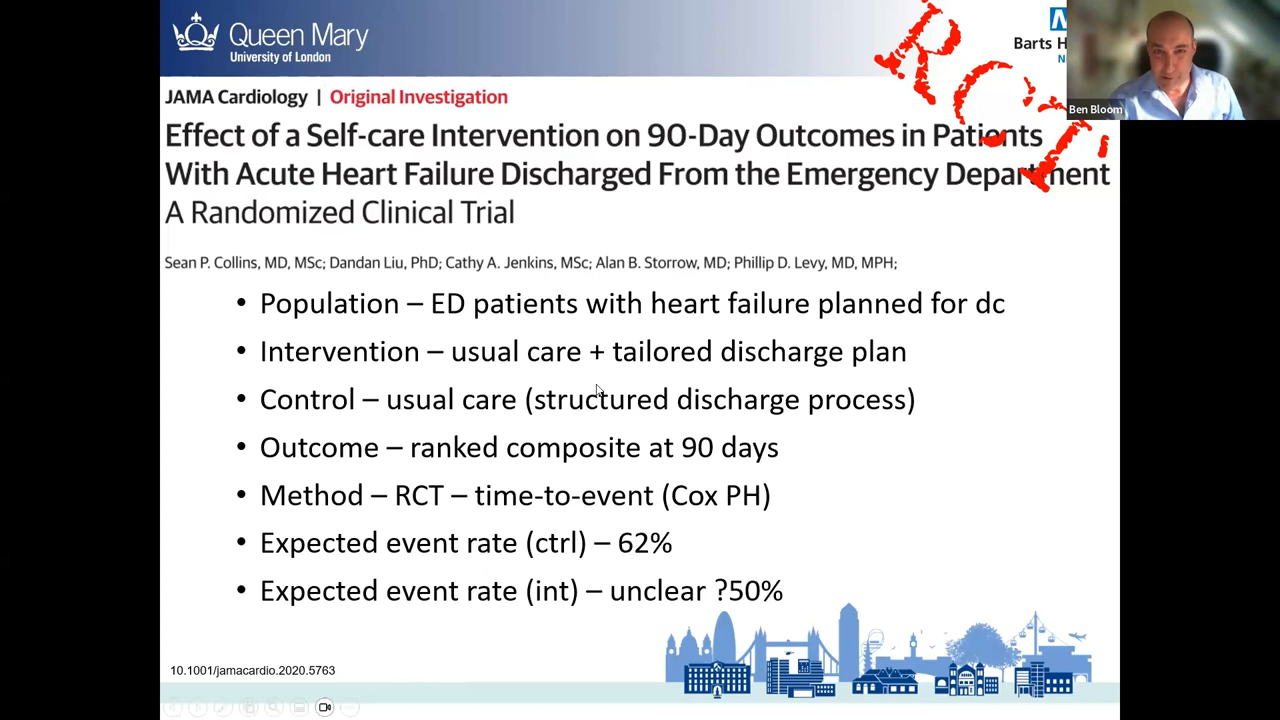 Queen Mary
University of London
RCT
Barts H
N
Ben Bloom
JAMA Cardiology | Original Investigation
Effect of a Self-care Intervention on 90-Day Outcomes in Patients
With Acute Heart Failure Discharged From the Emergency Department
A Randomized Clinical Trial
Sean P. Collins, MD, MSc; Dandan Liu, PhD; Cathy A. Jenkins, MSc; Alan B. Storrow, MD; Phillip D. Levy, MD, MPH;
• Population – ED patients with heart failure planned for dc
• Intervention – usual care + tailored discharge plan
• Control – usual care (structured discharge process)
• Outcome – ranked composite at 90 days
• Method – RCT – time-to-event (Cox PH)
• Expected event rate (ctrl) – 62%
• Expected event rate (int) – unclear ?50%
10.1001/jamacardio.2020.5763